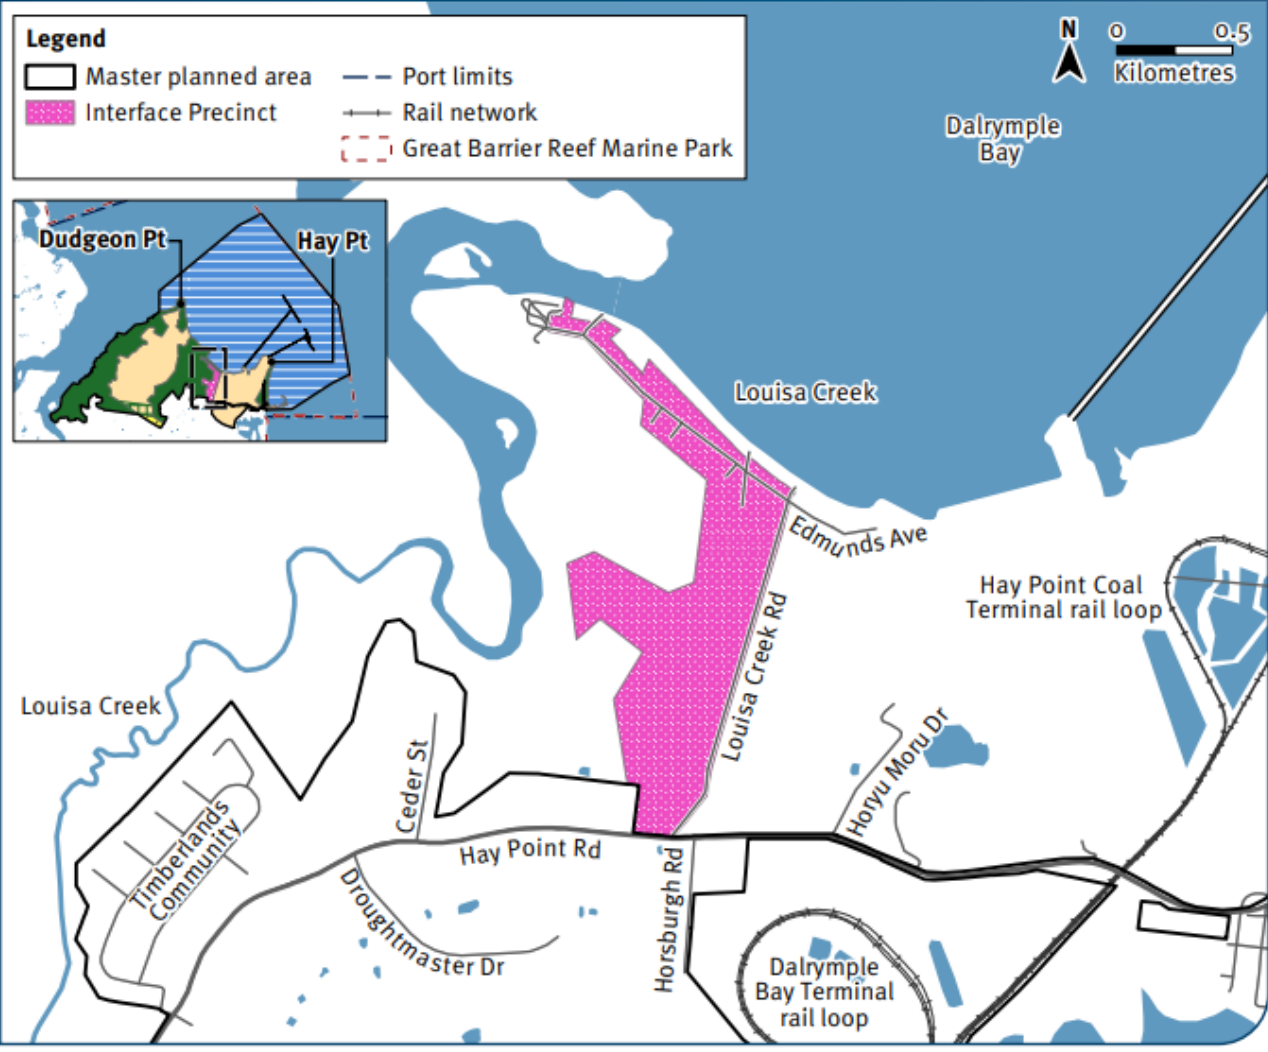 Legend
Master planned area
Interface Precinct
Port limits
Rail network
Great Barrier Reef Marine Park
N
0 0.5
Kilometres
Dalrymple
Bay
Dudgeon Pt
Hay Pt
Louisa Creek
Edmunds Ave
Hay Point Coal
Terminal rail loop
Louisa Creek Rd
Louisa Creek
Honyu Moru Dr
Ceder St
Timberlands
Community
Hay Point Rd
Droughtmaster Dr
Horsburgh Rd
Dalrymple
Bay Terminal
rail loop